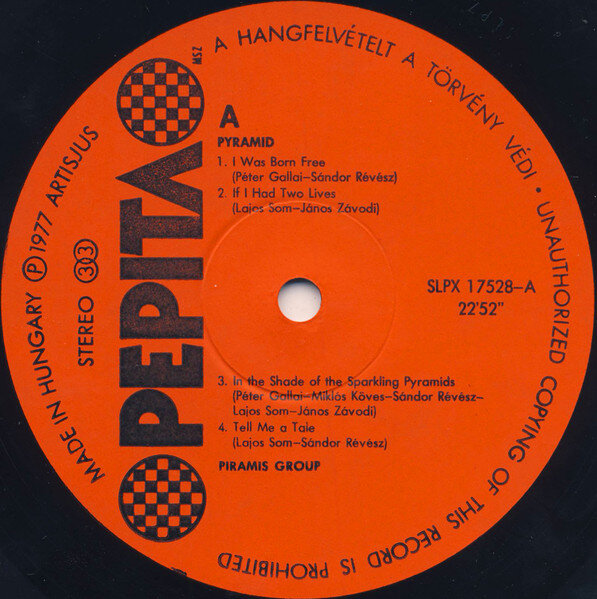 A HANGFELVÉTELT A TÖRVÉNY VÉDI • UNAUTHORIZED COPYING OF THIS RECORD IS PROHIBITED
MADE IN HUNGARY Ⓟ 1977 ARTISJUS
STEREO 33
PEPITA
MSZ
A
PYRAMID
1. I Was Born Free
(Péter Gallai–Sándor Révész)
2. If I Had Two Lives
(Lajos Som–János Závodi)
SLPX 17528–A
22'52"
3. In the Shade of the Sparkling Pyramids
(Péter Gallai–Miklós Köves–Sándor Révész–
Lajos Som–János Závodi)
4. Tell Me a Tale
(Lajos Som–Sándor Révész)
PIRAMIS GROUP